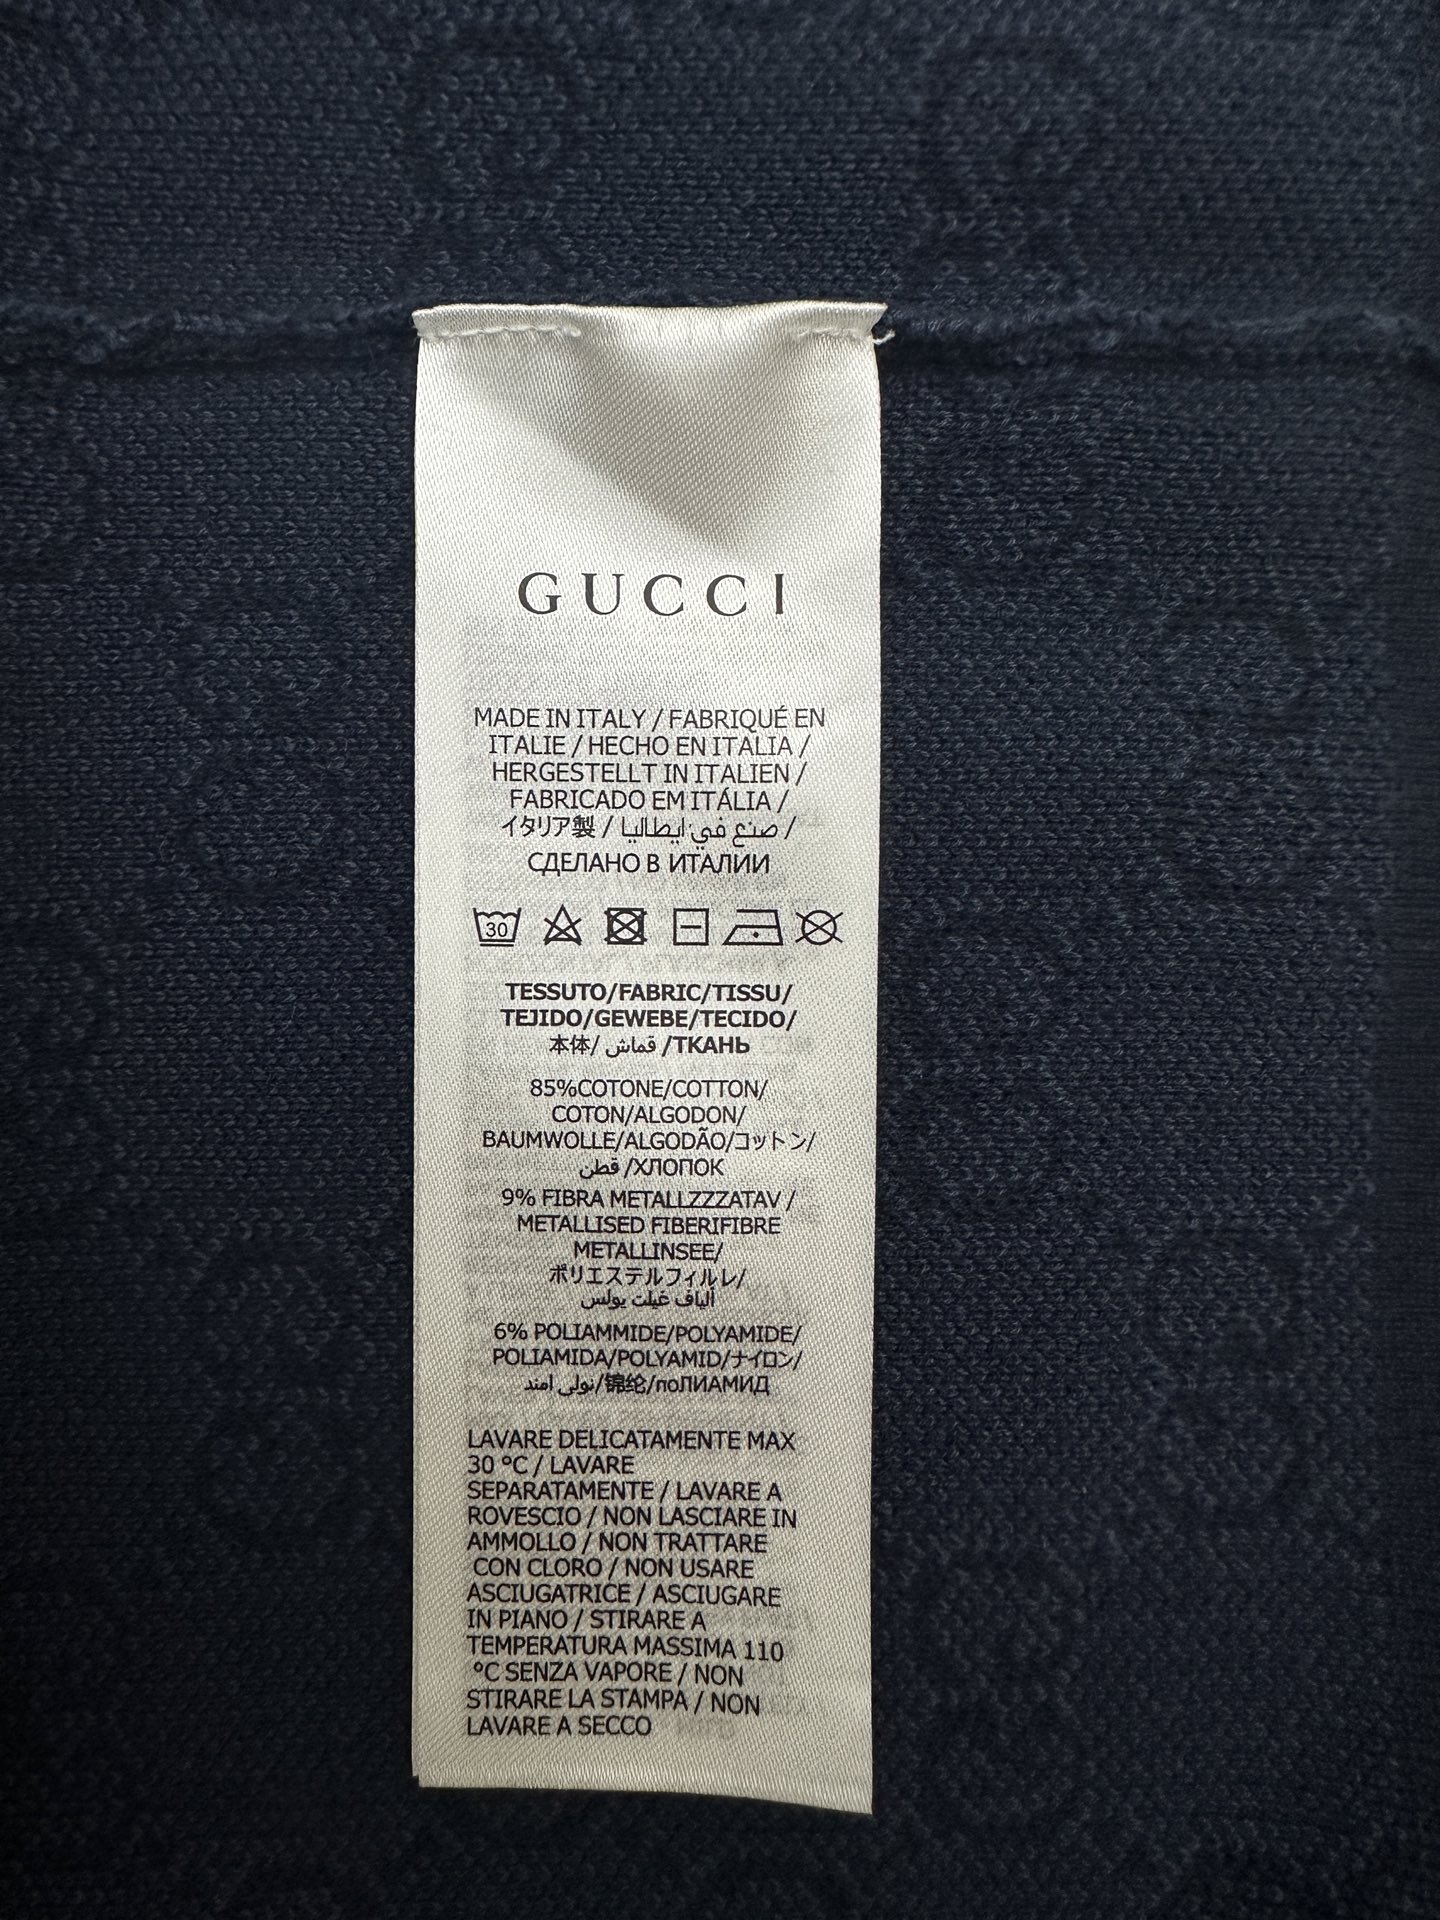 GUCCI
MADE IN ITALY / FABRIQUÉ EN
ITALIE / HECHO EN ITALIA /
HERGESTELLT IN ITALIEN /
FABRICADO EM ITÁLIA /
イタリア製 / صنع في ايطاليا /
СДЕЛАНО В ИТАЛИИ
30
TESSUTO/FABRIC/TISSU/
TEJIDO/GEWEBE/TECIDO/
本体/ قماش /ТКАНЬ
85%COTONE/COTTON/
COTON/ALGODON/
BAUMWOLLE/ALGODÃO/コットン/
قطن /ХЛОПОК
9% FIBRA METALLZZZATAV /
METALLISED FIBERIFIBRE
METALLINSEE/
ポリエステルフィルレ/
ألياف غيلت يولس
6% POLIAMMIDE/POLYAMIDE/
POLIAMIDA/POLYAMID/ナイロン/
نولى امند/锦纶/поЛИАМИД
LAVARE DELICATAMENTE MAX
30 °C / LAVARE
SEPARATAMENTE / LAVARE A
ROVESCIO / NON LASCIARE IN
AMMOLLO / NON TRATTARE
CON CLORO / NON USARE
ASCIUGATRICE / ASCIUGARE
IN PIANO / STIRARE A
TEMPERATURA MASSIMA 110
°C SENZA VAPORE / NON
STIRARE LA STAMPA / NON
LAVARE A SECCO